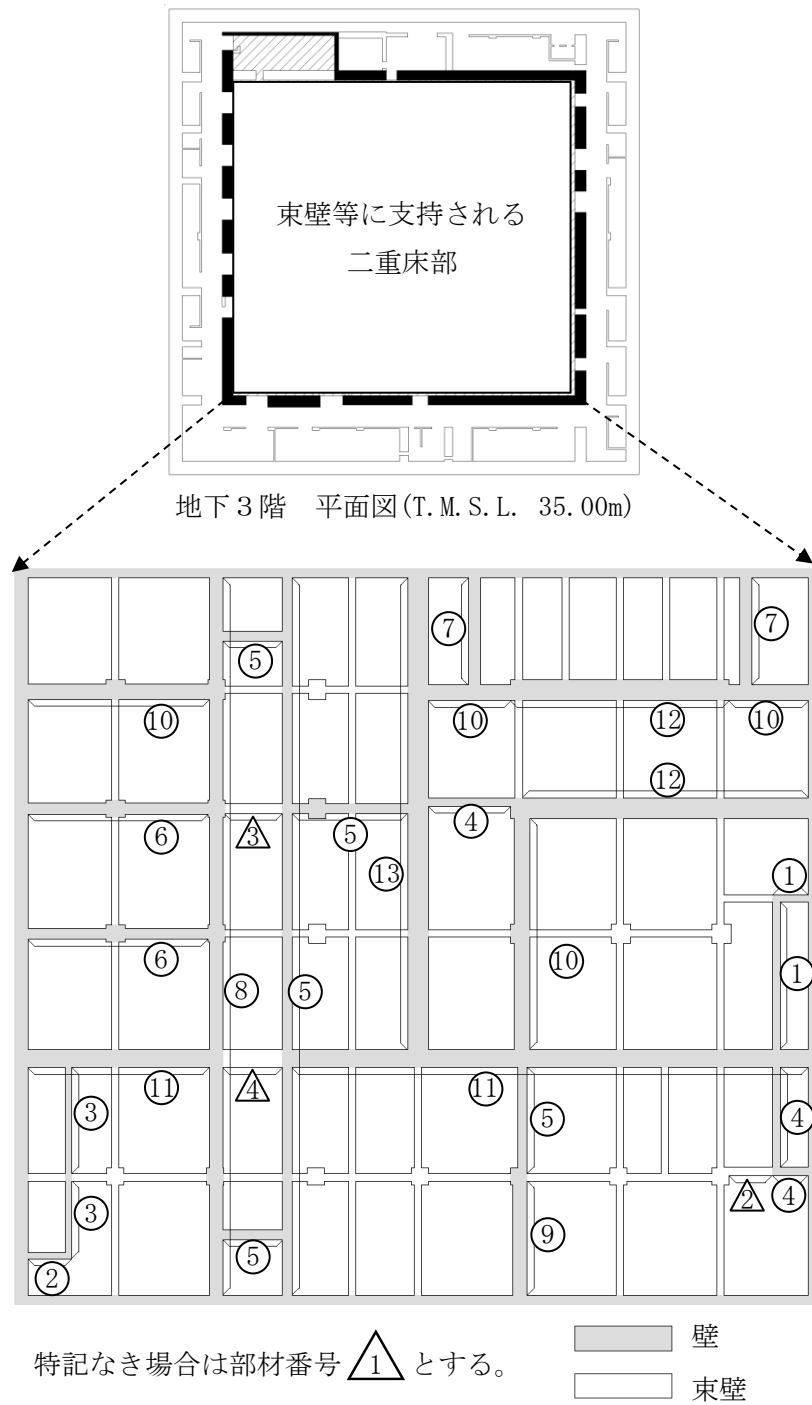 束壁等に支持される
二重床部
地下3階 平面図(T.M.S.L. 35.00m)
⑦ ⑦
⑤
⑩ ⑩ ⑫ ⑩
⑫
⑥ 3 ⑤ ④
⑬ ①
⑥ ⑧ ⑤ ⑩ ①
③ ⑪ 4 ⑪ ⑤ ④
③ 2 ④
② ⑤ ⑨
特記なき場合は部材番号 1 とする。
壁
束壁